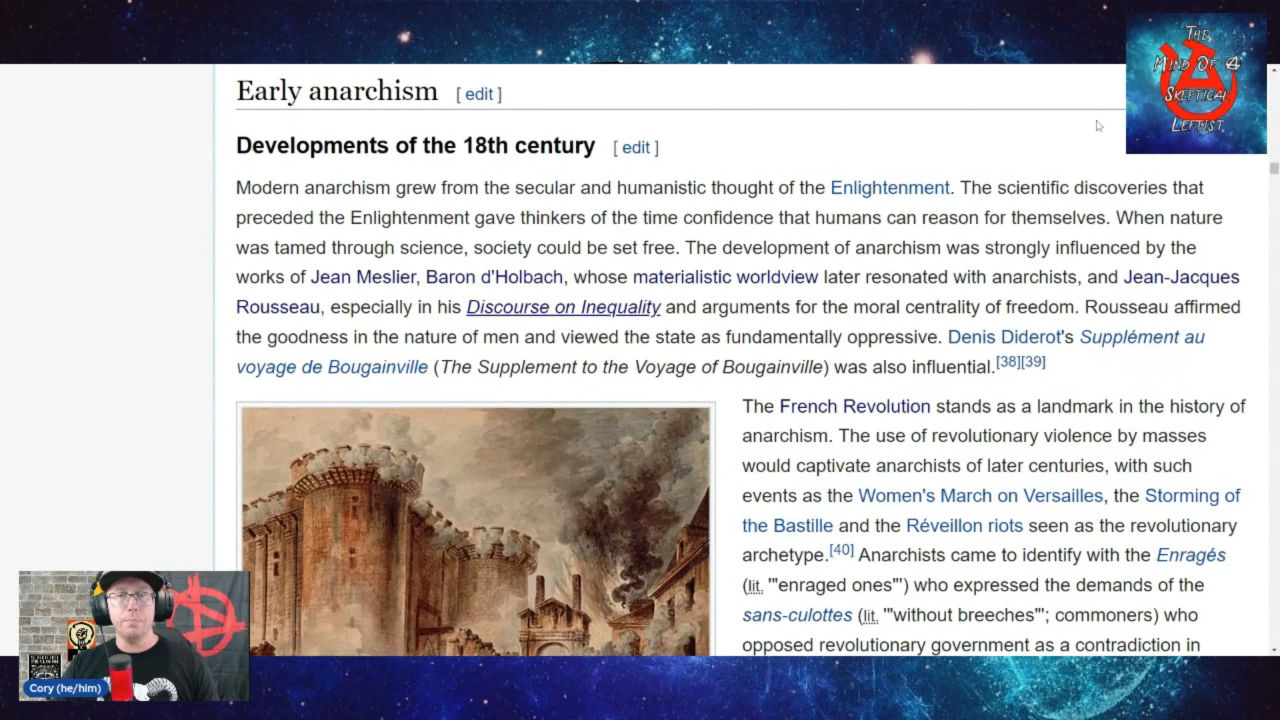 Early anarchism [ edit ]
Developments of the 18th century [ edit ]
Modern anarchism grew from the secular and humanistic thought of the Enlightenment. The scientific discoveries that
preceded the Enlightenment gave thinkers of the time confidence that humans can reason for themselves. When nature
was tamed through science, society could be set free. The development of anarchism was strongly influenced by the
works of Jean Meslier, Baron d'Holbach, whose materialistic worldview later resonated with anarchists, and Jean-Jacques
Rousseau, especially in his Discourse on Inequality and arguments for the moral centrality of freedom. Rousseau affirmed
the goodness in the nature of men and viewed the state as fundamentally oppressive. Denis Diderot's Supplément au
voyage de Bougainville (The Supplement to the Voyage of Bougainville) was also influential.[38][39]
The French Revolution stands as a landmark in the history of
anarchism. The use of revolutionary violence by masses
would captivate anarchists of later centuries, with such
events as the Women's March on Versailles, the Storming of
the Bastille and the Réveillon riots seen as the revolutionary
archetype.[40] Anarchists came to identify with the Enragés
(lit. '"enraged ones"') who expressed the demands of the
sans-culottes (lit. '"without breeches"'; commoners) who
opposed revolutionary government as a contradiction in
The
Mind Of A
Skeptical
Leftist
Cory (he/him)